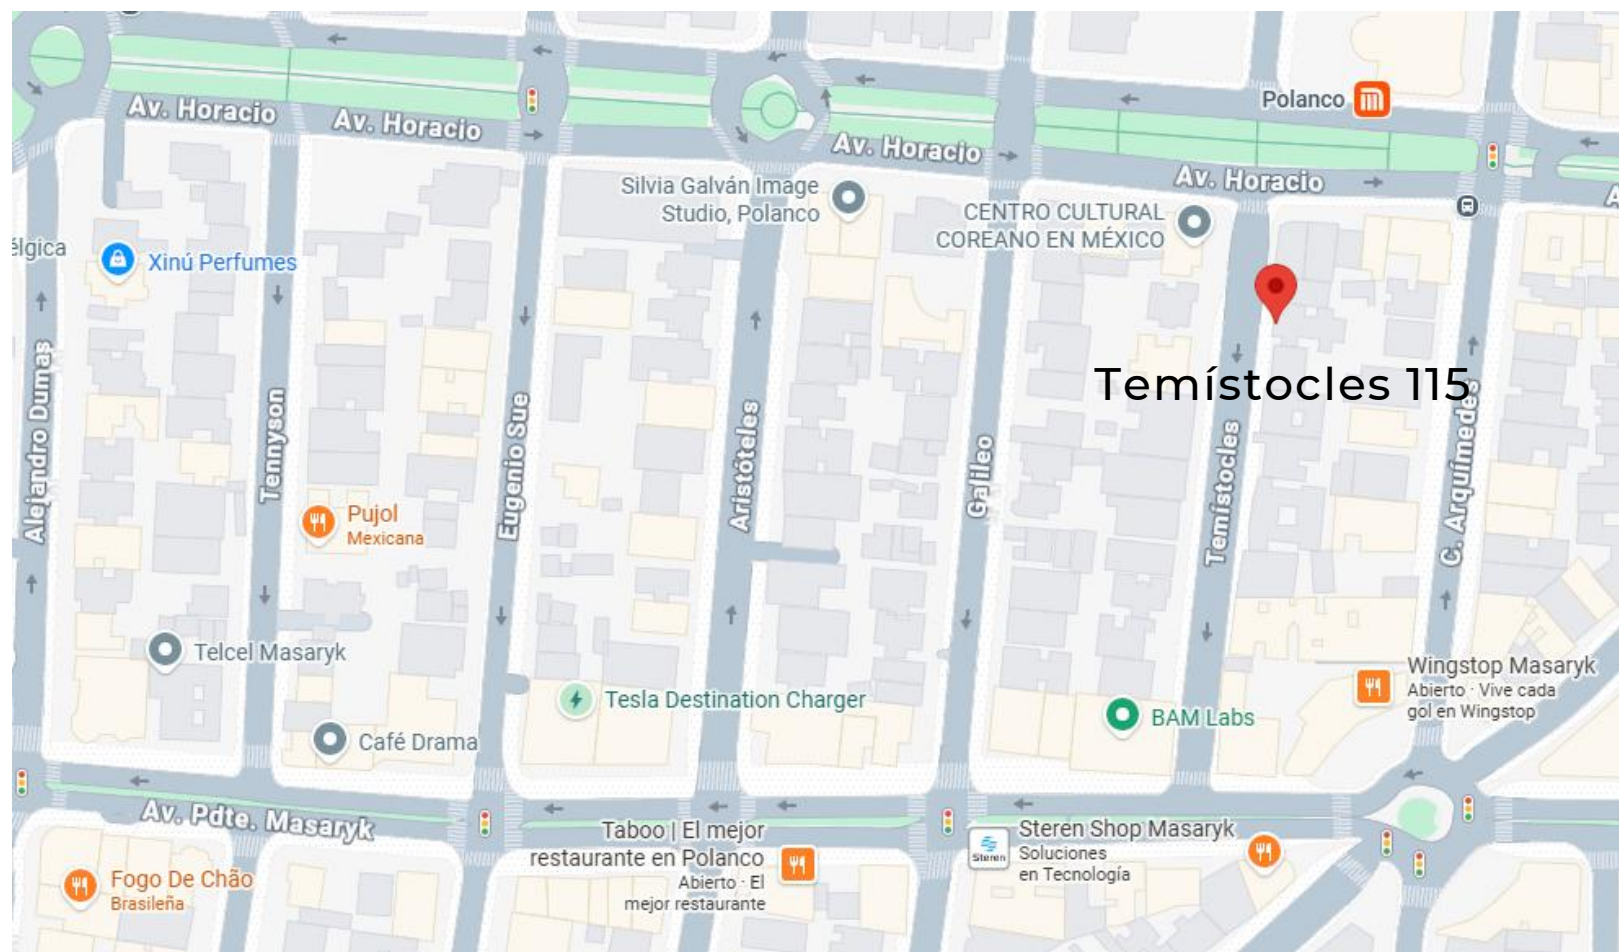 Polanco
Av. Horacio
Av. Horacio
Av. Horacio
Av. Horacio
Silvia Galván Image
Studio, Polanco
CENTRO CULTURAL
COREANO EN MÉXICO
élgica
Xinú Perfumes
Temístocles 115
Alejandro Dumas
Tennyson
Eugenio Sue
Aristóteles
Galileo
Temístocles
C. Arquímedes
Pujol
Mexicana
Telcel Masaryk
Tesla Destination Charger
BAM Labs
Wingstop Masaryk
Abierto · Vive cada
gol en Wingstop
Café Drama
Av. Pdte. Masaryk
Taboo | El mejor
restaurante en Polanco
Abierto · El
mejor restaurante
Steren
Steren Shop Masaryk
Soluciones
en Tecnología
Fogo De Chão
Brasileña